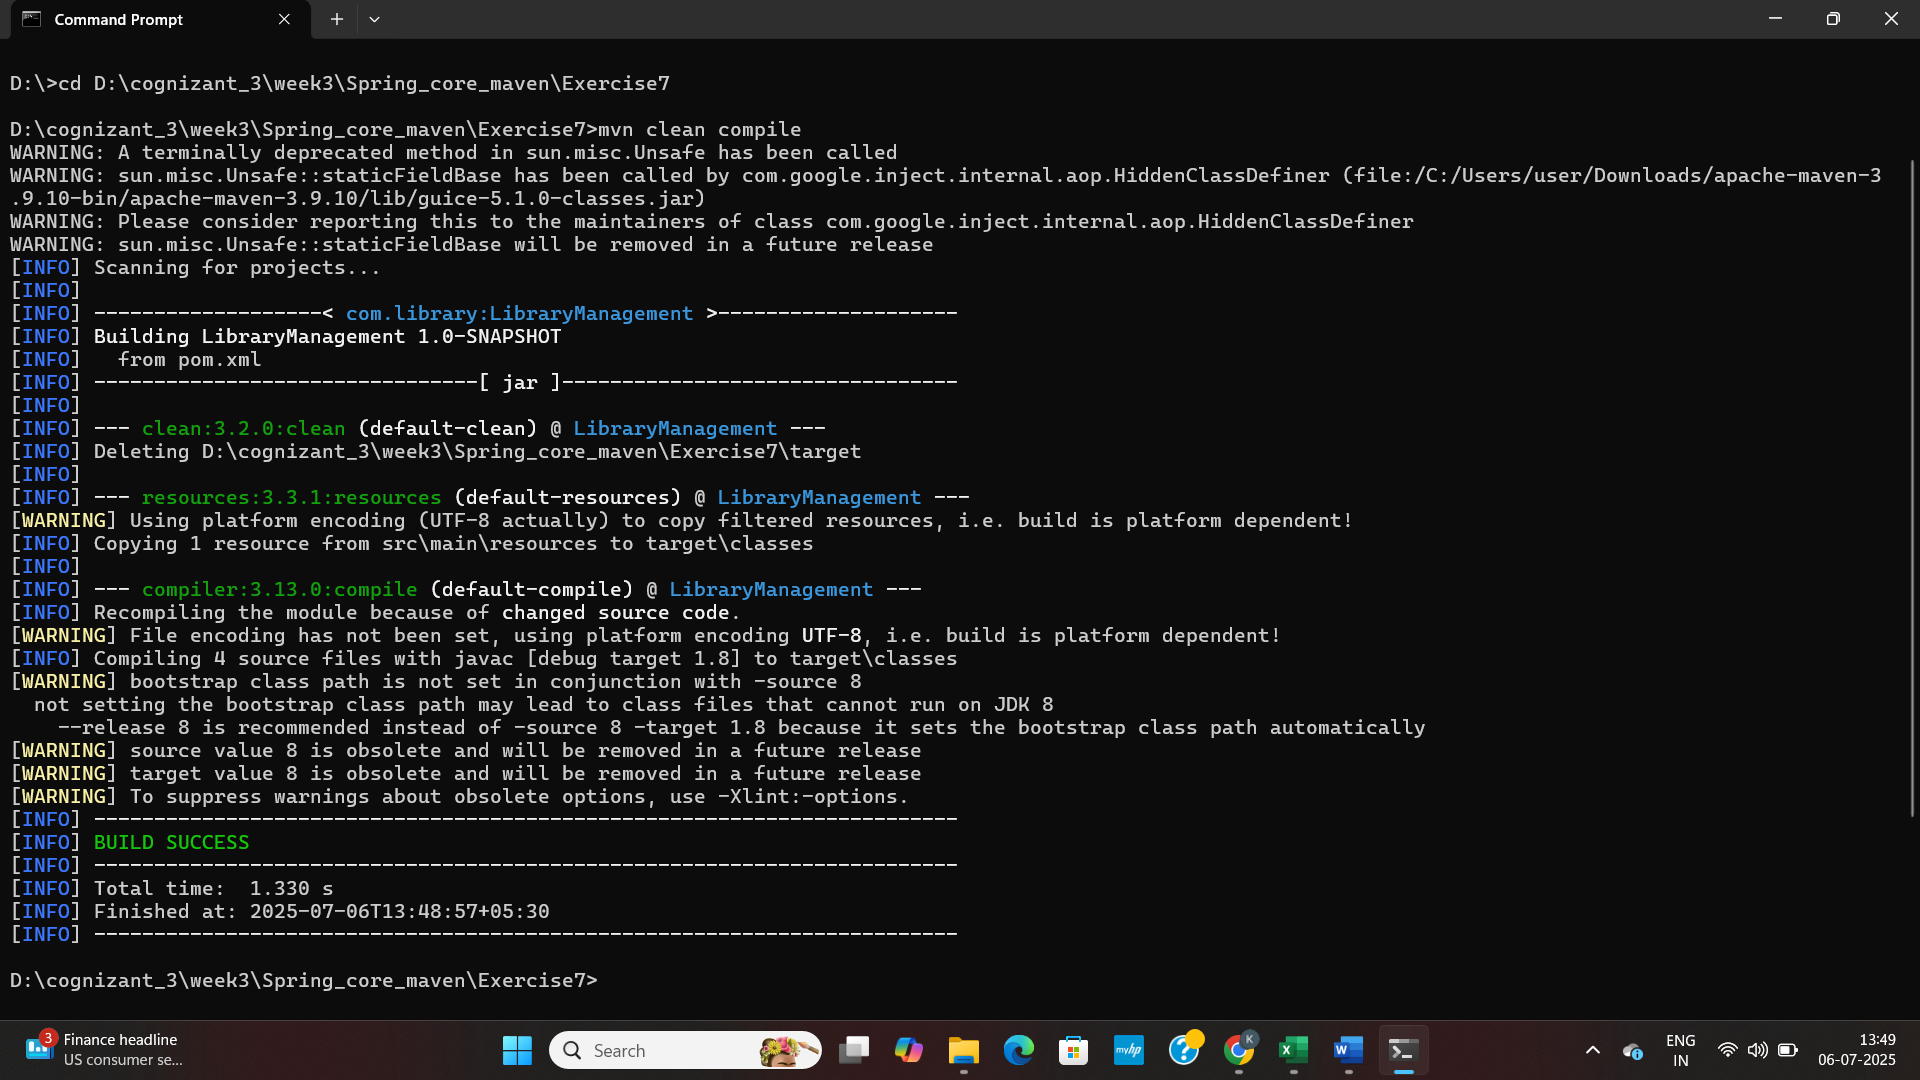 Command Prompt
D:\>cd D:\cognizant_3\week3\Spring_core_maven\Exercise7
D:\cognizant_3\week3\Spring_core_maven\Exercise7>mvn clean compile
WARNING: A terminally deprecated method in sun.misc.Unsafe has been called
WARNING: sun.misc.Unsafe::staticFieldBase has been called by com.google.inject.internal.aop.HiddenClassDefiner (file:/C:/Users/user/Downloads/apache-maven-3
.9.10-bin/apache-maven-3.9.10/lib/guice-5.1.0-classes.jar)
WARNING: Please consider reporting this to the maintainers of class com.google.inject.internal.aop.HiddenClassDefiner
WARNING: sun.misc.Unsafe::staticFieldBase will be removed in a future release
[INFO] Scanning for projects...
[INFO]
[INFO] -------------------< com.library:LibraryManagement >--------------------
[INFO] Building LibraryManagement 1.0-SNAPSHOT
[INFO]   from pom.xml
[INFO] --------------------------------[ jar ]---------------------------------
[INFO]
[INFO] --- clean:3.2.0:clean (default-clean) @ LibraryManagement ---
[INFO] Deleting D:\cognizant_3\week3\Spring_core_maven\Exercise7\target
[INFO]
[INFO] --- resources:3.3.1:resources (default-resources) @ LibraryManagement ---
[WARNING] Using platform encoding (UTF-8 actually) to copy filtered resources, i.e. build is platform dependent!
[INFO] Copying 1 resource from src\main\resources to target\classes
[INFO]
[INFO] --- compiler:3.13.0:compile (default-compile) @ LibraryManagement ---
[INFO] Recompiling the module because of changed source code.
[WARNING] File encoding has not been set, using platform encoding UTF-8, i.e. build is platform dependent!
[INFO] Compiling 4 source files with javac [debug target 1.8] to target\classes
[WARNING] bootstrap class path is not set in conjunction with -source 8
  not setting the bootstrap class path may lead to class files that cannot run on JDK 8
    --release 8 is recommended instead of -source 8 -target 1.8 because it sets the bootstrap class path automatically
[WARNING] source value 8 is obsolete and will be removed in a future release
[WARNING] target value 8 is obsolete and will be removed in a future release
[WARNING] To suppress warnings about obsolete options, use -Xlint:-options.
[INFO] ------------------------------------------------------------------------
[INFO] BUILD SUCCESS
[INFO] ------------------------------------------------------------------------
[INFO] Total time:  1.330 s
[INFO] Finished at: 2025-07-06T13:48:57+05:30
[INFO] ------------------------------------------------------------------------
D:\cognizant_3\week3\Spring_core_maven\Exercise7>
3
Finance headline
US consumer se...
Search
myhp
K
ENG
IN
13:49
06-07-2025